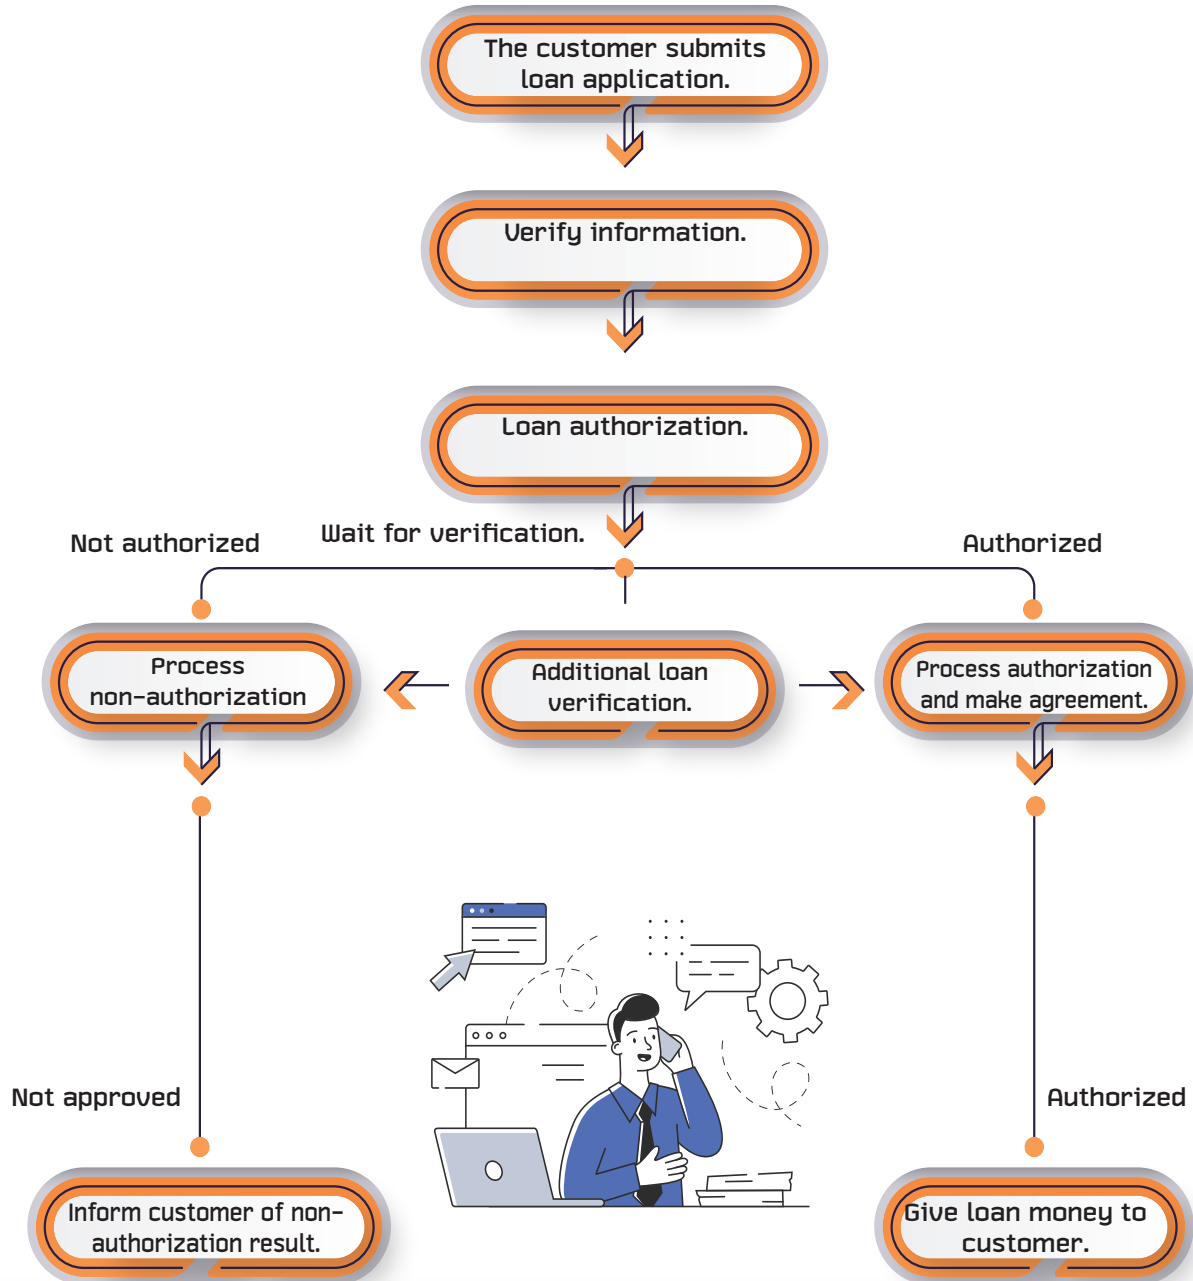 The customer submits
loan application.
Verify information.
Loan authorization.
Wait for verification.
Not authorized
Authorized
Process
non-authorization
Additional loan
verification.
Process authorization
and make agreement.
Not approved
Authorized
Inform customer of non-
authorization result.
Give loan money to
customer.